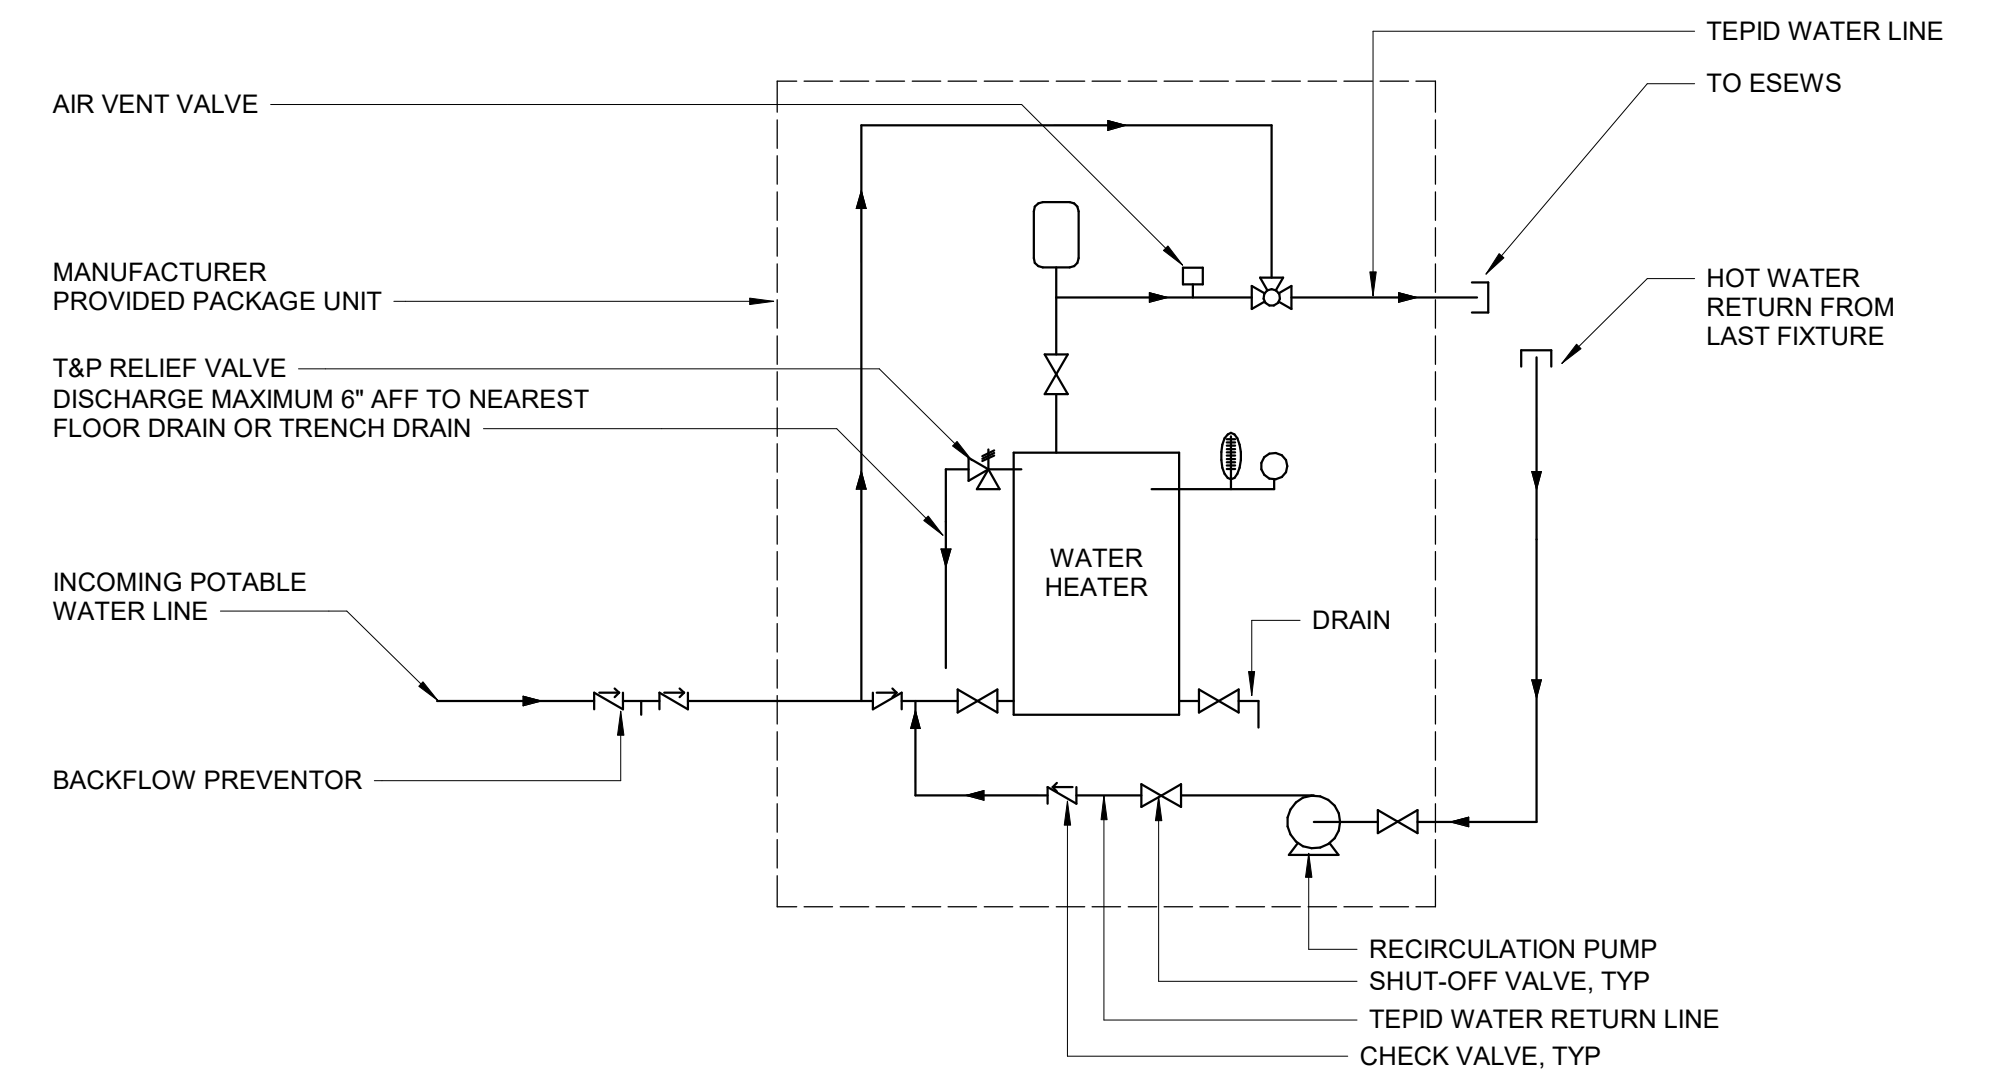 TEPID WATER LINE
TO ESEWS
AIR VENT VALVE
MANUFACTURER
PROVIDED PACKAGE UNIT
HOT WATER
RETURN FROM
LAST FIXTURE
T&P RELIEF VALVE
DISCHARGE MAXIMUM 6" AFF TO NEAREST
FLOOR DRAIN OR TRENCH DRAIN
WATER
HEATER
INCOMING POTABLE
WATER LINE
DRAIN
BACKFLOW PREVENTOR
RECIRCULATION PUMP
SHUT-OFF VALVE, TYP
TEPID WATER RETURN LINE
CHECK VALVE, TYP